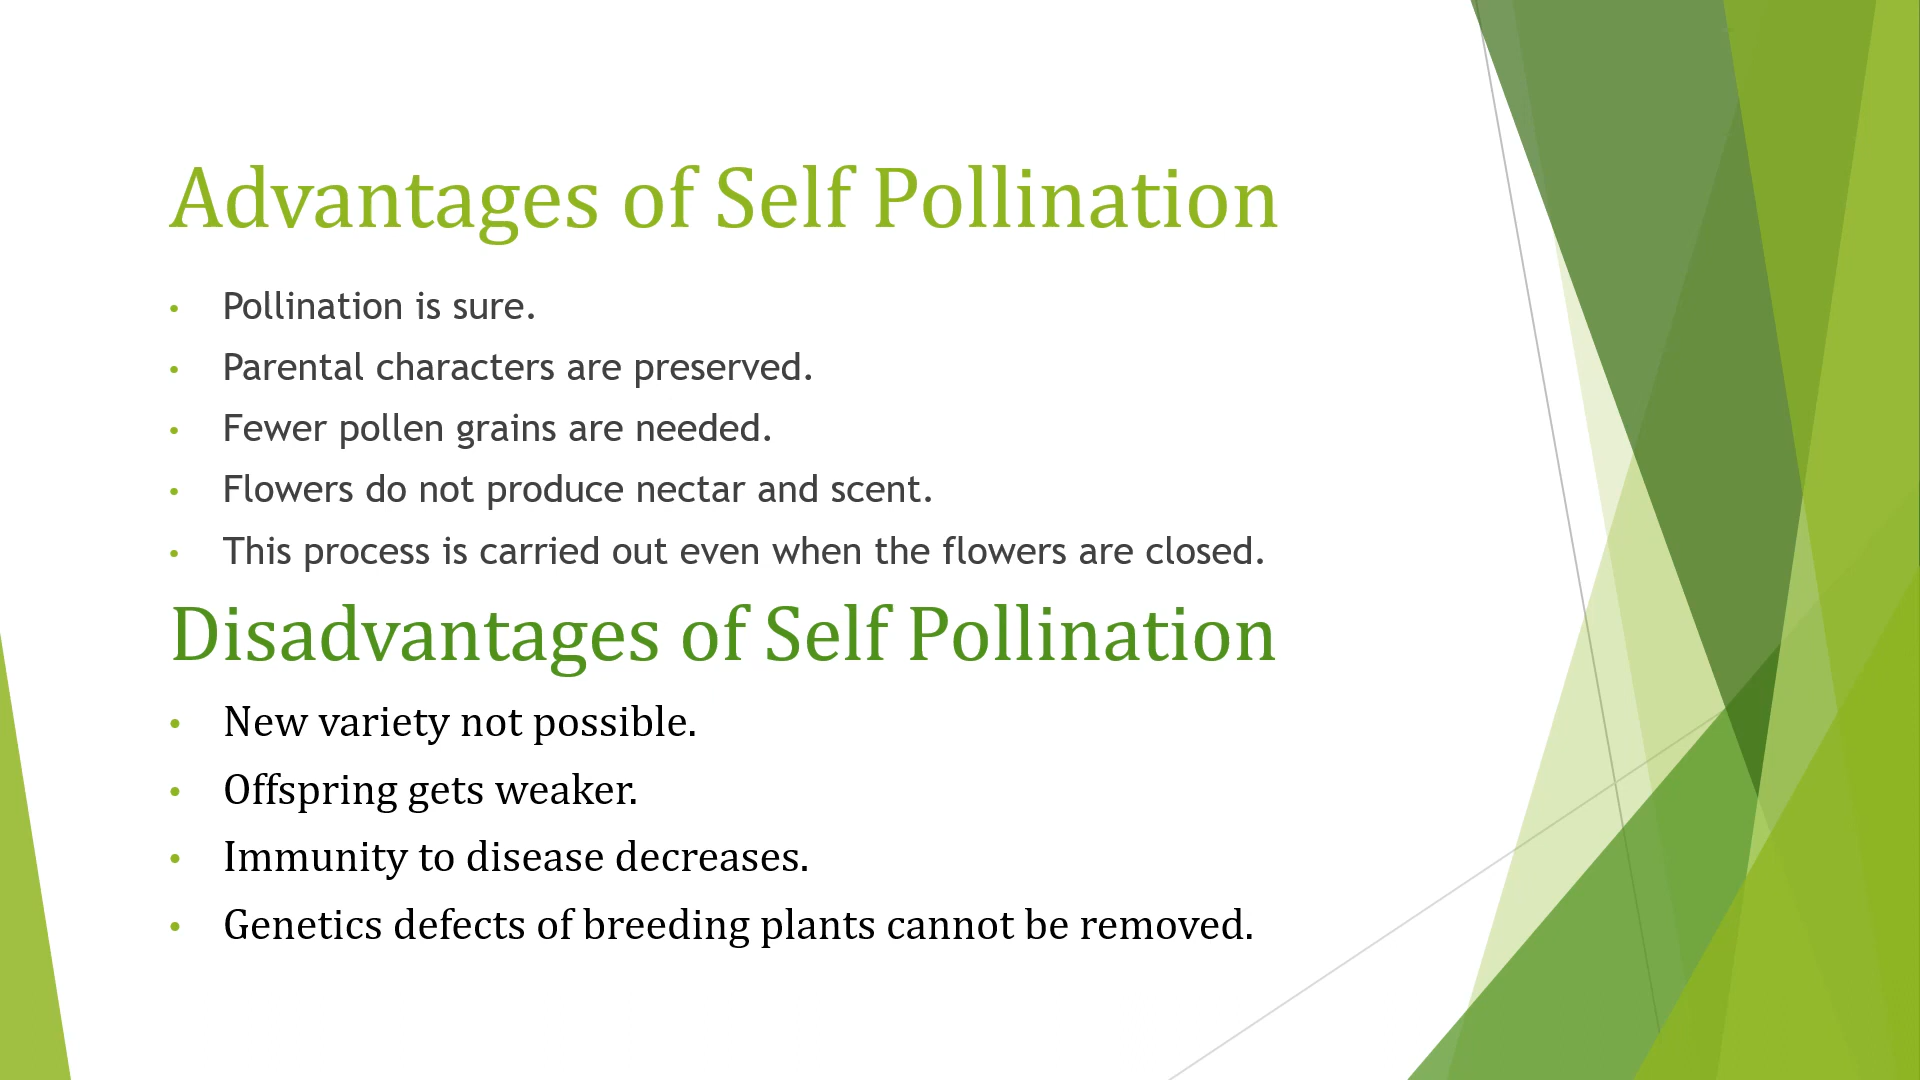 Advantages of Self Pollination
• Pollination is sure.
• Parental characters are preserved.
• Fewer pollen grains are needed.
• Flowers do not produce nectar and scent.
• This process is carried out even when the flowers are closed.
Disadvantages of Self Pollination
• New variety not possible.
• Offspring gets weaker.
• Immunity to disease decreases.
• Genetics defects of breeding plants cannot be removed.